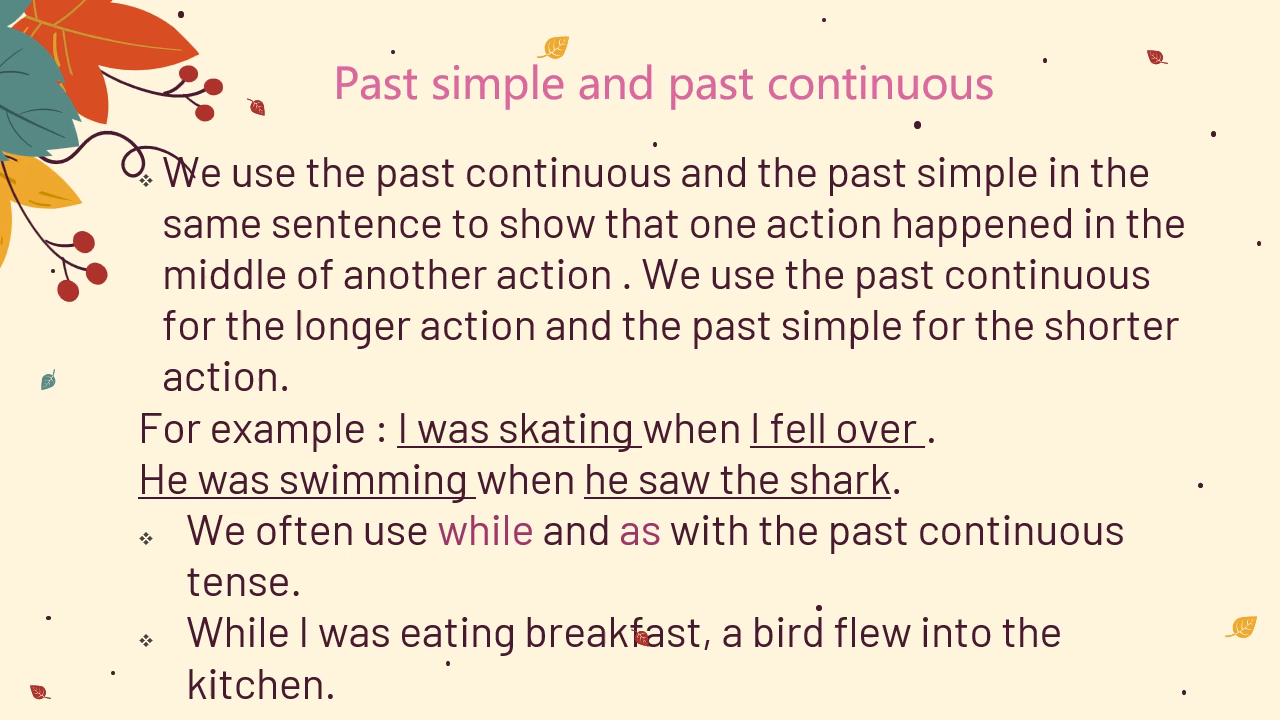 Past simple and past continuous
❖ We use the past continuous and the past simple in the
same sentence to show that one action happened in the
middle of another action . We use the past continuous
for the longer action and the past simple for the shorter
action.
For example : I was skating when I fell over .
He was swimming when he saw the shark.
❖ We often use while and as with the past continuous
tense.
❖ While I was eating breakfast, a bird flew into the
kitchen.